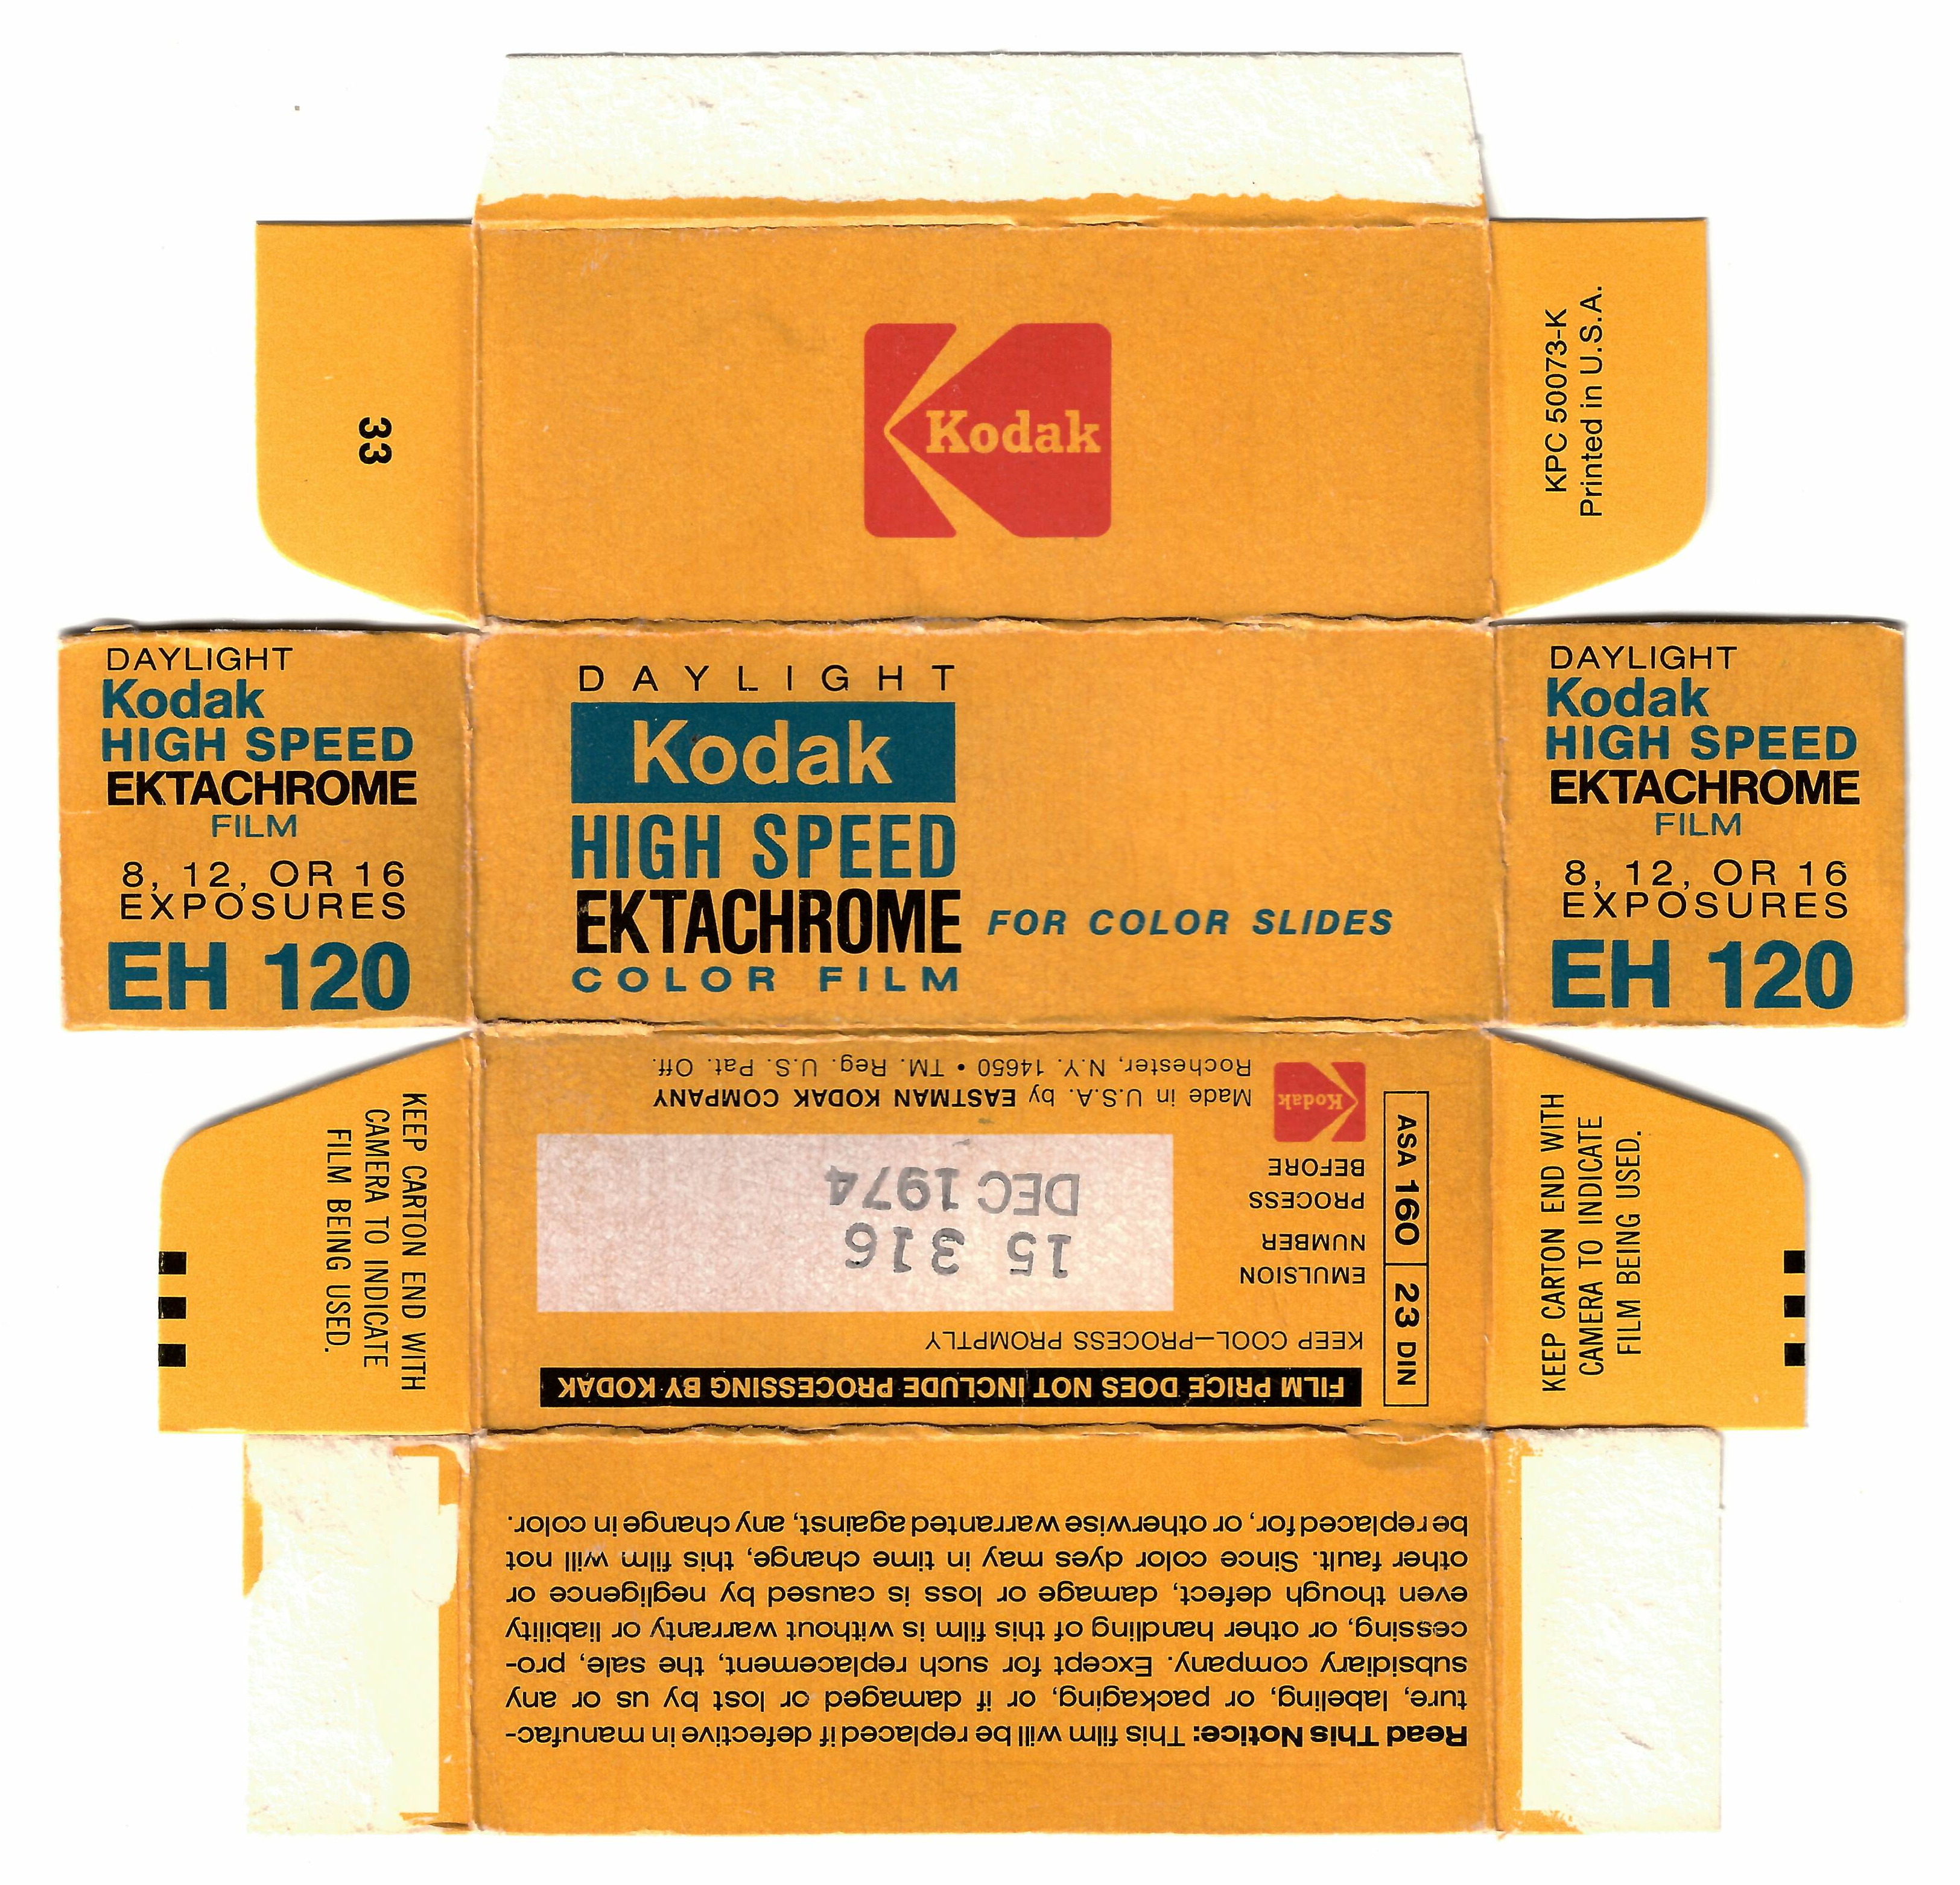 Kodak
33
KPC 50073-K
Printed in U.S.A.
DAYLIGHT
Kodak
HIGH SPEED
EKTACHROME
FILM
8, 12, OR 16
EXPOSURES
EH 120
DAYLIGHT
Kodak
HIGH SPEED
EKTACHROME
COLOR FILM
FOR COLOR SLIDES
DAYLIGHT
Kodak
HIGH SPEED
EKTACHROME
FILM
8, 12, OR 16
EXPOSURES
EH 120
KEEP CARTON END WITH
CAMERA TO INDICATE
FILM BEING USED.
FILM PRICE DOES NOT INCLUDE PROCESSING BY KODAK
KEEP COOL—PROCESS PROMPTLY
EMULSION
NUMBER
15 316
PROCESS
BEFORE
DEC 1974
Kodak
Made in U.S.A. by EASTMAN KODAK COMPANY
Rochester, N.Y. 14650 • TM. Reg. U.S. Pat. Off.
ASA 160 23 DIN
KEEP CARTON END WITH
CAMERA TO INDICATE
FILM BEING USED.
Read This Notice: This film will be replaced if defective in manufac-
ture, labeling, or packaging, or if damaged or lost by us or any
subsidiary company. Except for such replacement, the sale, pro-
cessing, or other handling of this film is without warranty or liability
even though defect, damage or loss is caused by negligence or
other fault. Since color dyes may in time change, this film will not
be replaced for, or otherwise warranted against, any change in color.